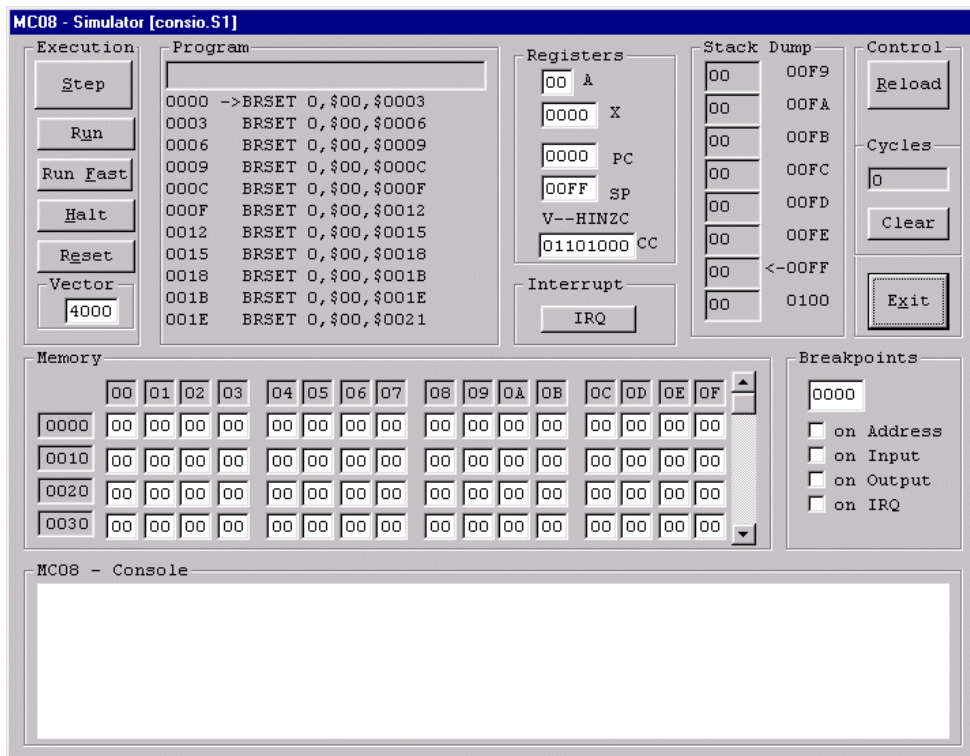 MC08 - Simulator [consio.S1]
Execution
Step
Run
Run Fast
Halt
Reset
Vector
4000
Program
0000 ->BRSET 0,$00,$0003
0003 BRSET 0,$00,$0006
0006 BRSET 0,$00,$0009
0009 BRSET 0,$00,$000C
000C BRSET 0,$00,$000F
000F BRSET 0,$00,$0012
0012 BRSET 0,$00,$0015
0015 BRSET 0,$00,$0018
0018 BRSET 0,$00,$001B
001B BRSET 0,$00,$001E
001E BRSET 0,$00,$0021
Registers
00 A
0000 X
0000 PC
00FF SP
V--HINZC
01101000 CC
Interrupt
IRQ
Stack Dump
00 00F9
00 00FA
00 00FB
00 00FC
00 00FD
00 00FE
00 <-00FF
00 0100
Control
Reload
Cycles
0
Clear
Exit
Memory
00 01 02 03 04 05 06 07 08 09 0A 0B 0C 0D 0E 0F
0000 00 00 00 00 00 00 00 00 00 00 00 00 00 00 00 00
0010 00 00 00 00 00 00 00 00 00 00 00 00 00 00 00 00
0020 00 00 00 00 00 00 00 00 00 00 00 00 00 00 00 00
0030 00 00 00 00 00 00 00 00 00 00 00 00 00 00 00 00
Breakpoints
0000
on Address
on Input
on Output
on IRQ
MC08 - Console